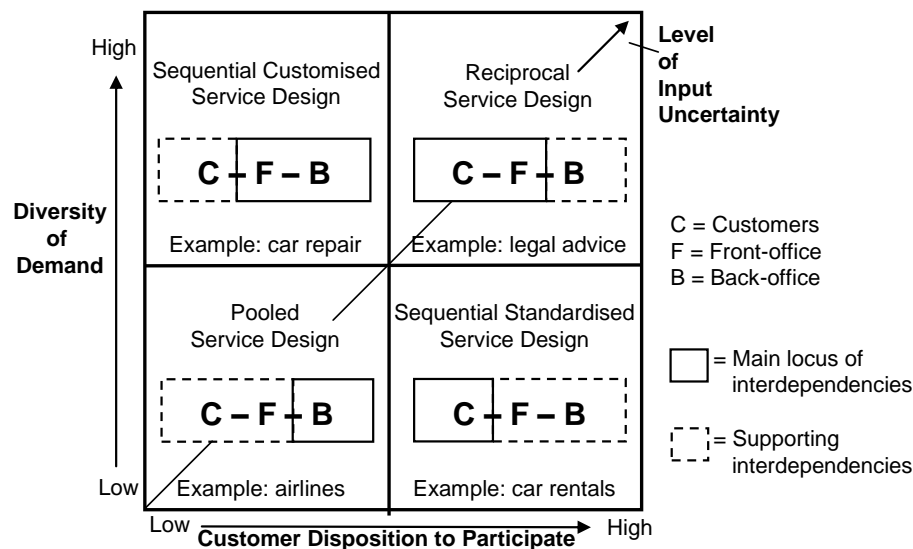 High
Diversity
of
Demand
Low
Sequential Customised
Service Design
C – F – B
Example: car repair
Reciprocal
Service Design
C – F – B
Example: legal advice
Pooled
Service Design
C – F – B
Example: airlines
Sequential Standardised
Service Design
C – F – B
Example: car rentals
Low
High
Customer Disposition to Participate
Level
of
Input
Uncertainty
C = Customers
F = Front-office
B = Back-office
= Main locus of
interdependencies
= Supporting
interdependencies